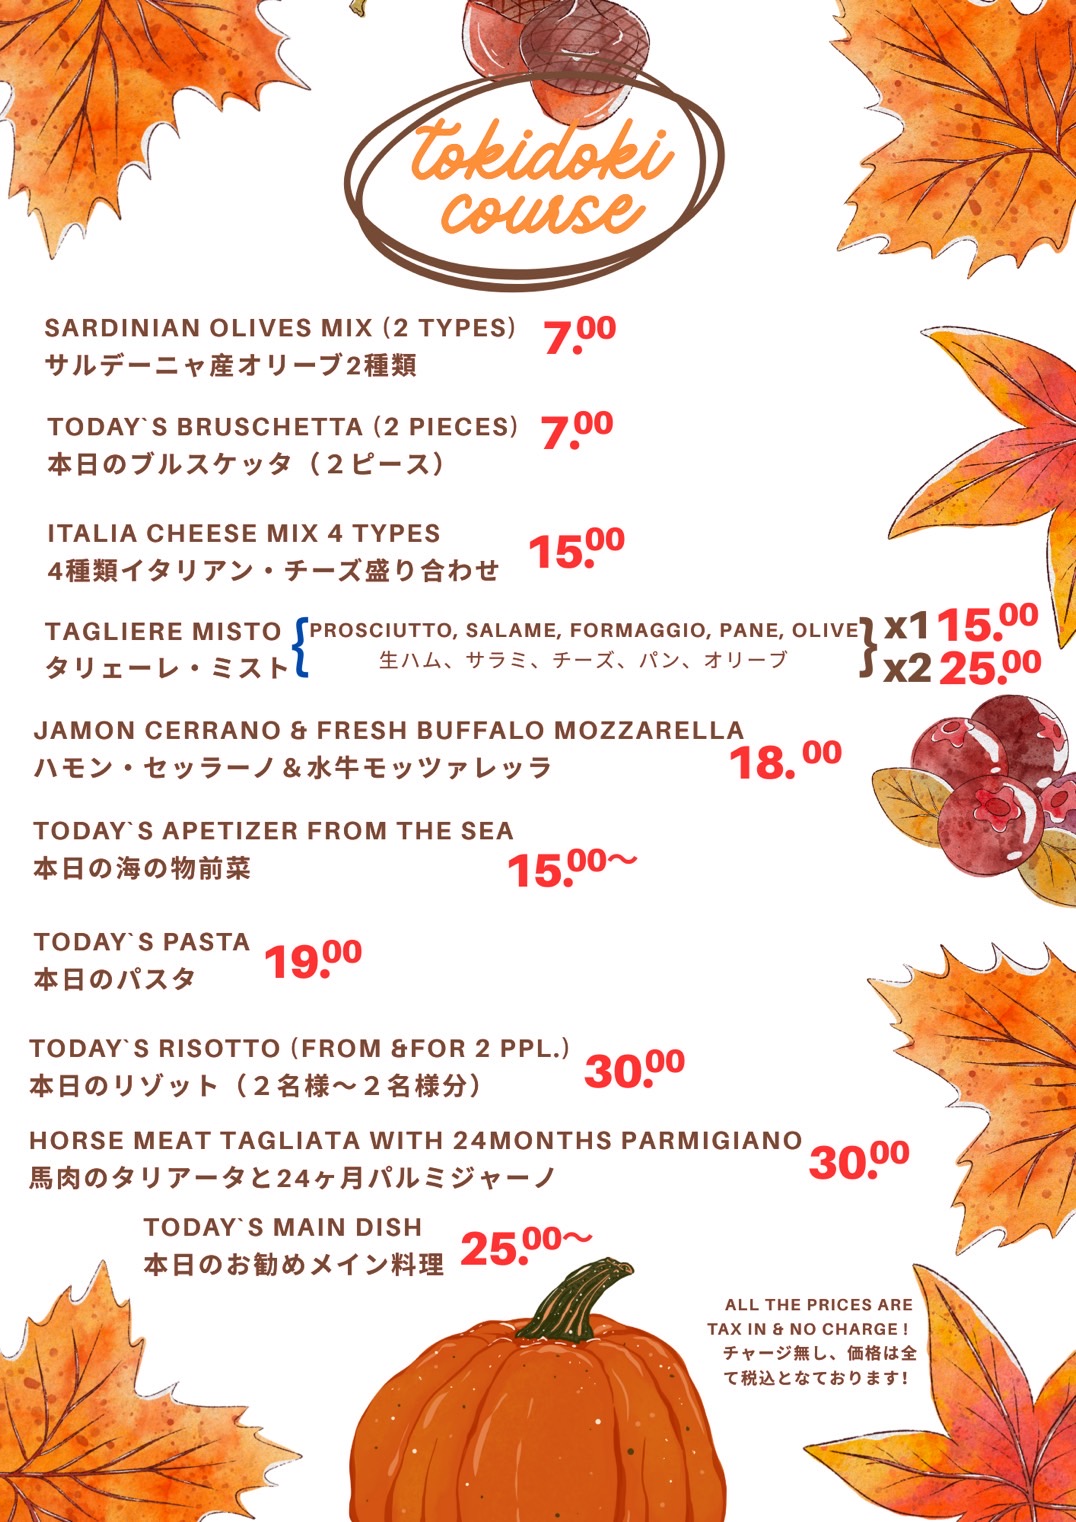 tokidoki
course
SARDINIAN OLIVES MIX (2 TYPES) 7.00
サルデーニャ産オリーブ2種類
TODAY`S BRUSCHETTA (2 PIECES) 7.00
本日のブルスケッタ（２ピース）
ITALIA CHEESE MIX 4 TYPES 15.00
4種類イタリアン・チーズ盛り合わせ
TAGLIERE MISTO { PROSCIUTTO, SALAME, FORMAGGIO, PANE, OLIVE } x1 15.00
タリェーレ・ミスト 生ハム、サラミ、チーズ、パン、オリーブ x2 25.00
JAMON CERRANO & FRESH BUFFALO MOZZARELLA
ハモン・セッラーノ＆水牛モッツァレッラ 18.00
TODAY`S APETIZER FROM THE SEA
本日の海の物前菜 15.00～
TODAY`S PASTA 19.00
本日のパスタ
TODAY`S RISOTTO (FROM &FOR 2 PPL.) 30.00
本日のリゾット（２名様～２名様分）
HORSE MEAT TAGLIATA WITH 24MONTHS PARMIGIANO 30.00
馬肉のタリアータと24ヶ月パルミジャーノ
TODAY`S MAIN DISH 25.00～
本日のお勧めメイン料理
ALL THE PRICES ARE
TAX IN & NO CHARGE !
チャージ無し、価格は全
て税込となております!